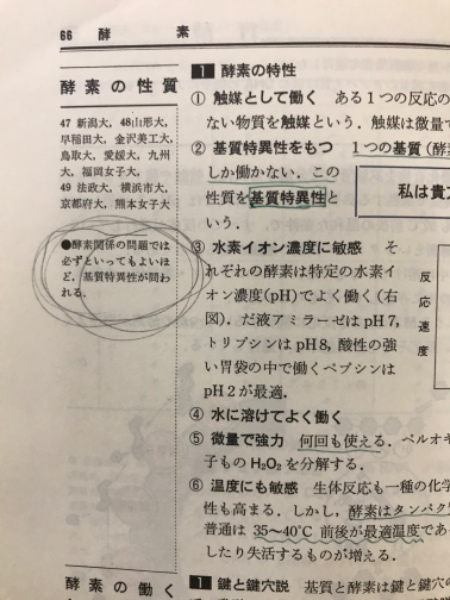 66 酵 素
酵素の性質
47 新潟大, 48山形大,
早稲田大, 金沢美工大,
鳥取大, 愛媛大, 九州
大, 福岡女子大,
49 法政大, 横浜市大,
京都府大, 熊本女子大
●酵素関係の問題では
必ずといってもよいほ
ど, 基質特異性が問わ
れる.
1 酵素の特性
① 触媒として働く ある1つの反応の
ない物質を触媒という. 触媒は微量で
② 基質特異性をもつ 1つの基質(酵素
しか働かない. この
性質を基質特異性と
いう.
私は貴
③ 水素イオン濃度に敏感 そ
れぞれの酵素は特定の水素イ
オン濃度(pH)でよく働く(右
図). だ液アミラーゼはpH7,
トリプシンはpH8, 酸性の強
い胃袋の中で働くペプシンは
pH2が最適.
反応速度
④ 水に溶けてよく働く
⑤ 微量で強力 何回も使える. ペルオキ
子ものH₂O₂を分解する.
⑥ 温度にも敏感 生体反応も一種の化学
性も高まる. しかし, 酵素はタンパク
普通は 35~40℃ 前後が最適温度であ
したり失活するものが増える.
酵素の働く
1 鍵と鍵穴説 基質と酵素は鍵と鍵穴の